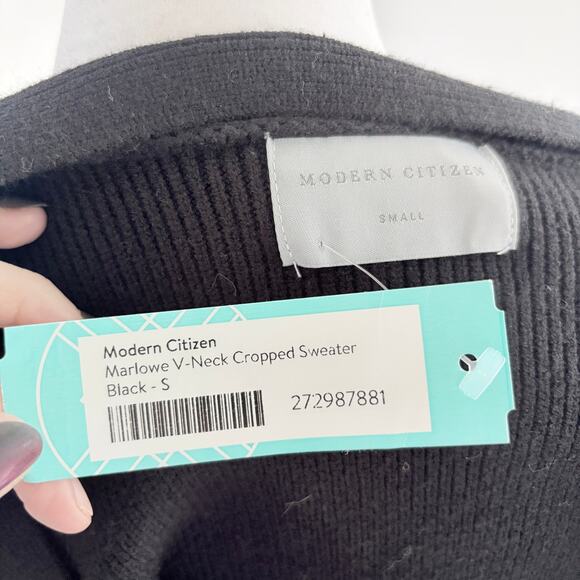 MODERN CITIZEN
SMALL
Modern Citizen
Marlowe V-Neck Cropped Sweater
Black - S
272987881